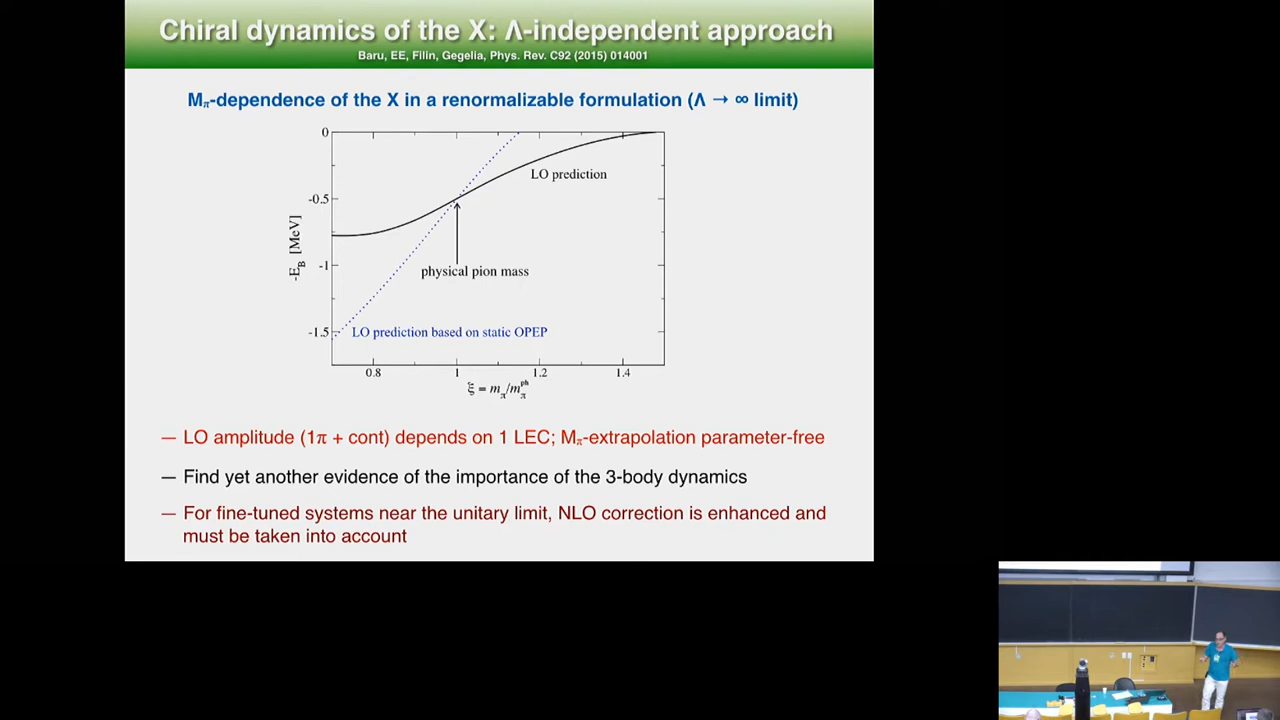 Chiral dynamics of the X: Λ-independent approach
Baru, EE, Filin, Gegelia, Phys. Rev. C92 (2015) 014001
Mπ-dependence of the X in a renormalizable formulation (Λ → ∞ limit)
0
-0.5
-1
-1.5
-E_B [MeV]
LO prediction
physical pion mass
LO prediction based on static OPEP
0.8 1 1.2 1.4
ξ = m_π/m_π^ph
— LO amplitude (1π + cont) depends on 1 LEC; Mπ-extrapolation parameter-free
— Find yet another evidence of the importance of the 3-body dynamics
— For fine-tuned systems near the unitary limit, NLO correction is enhanced and
must be taken into account